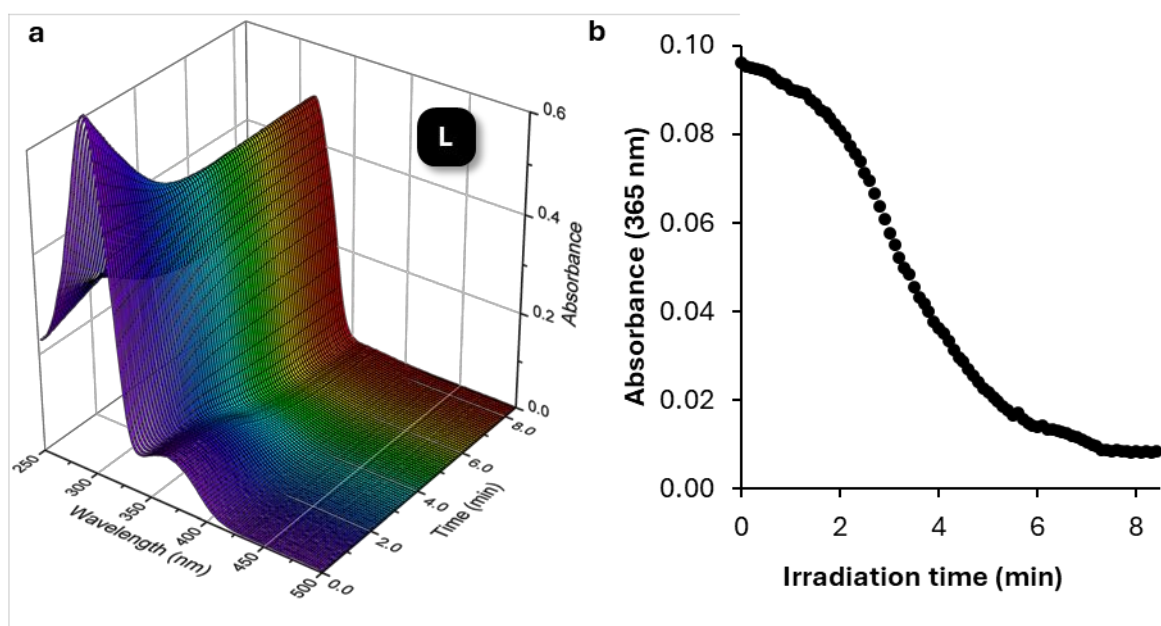 a
L
0.6
0.4
0.2
0.0
Absorbance
8.0
6.0
4.0
2.0
0.0
Time (min)
250
300
350
400
450
500
Wavelength (nm)
b
0.10
0.08
0.06
0.04
0.02
0.00
Absorbance (365 nm)
0 2 4 6 8
Irradiation time (min)